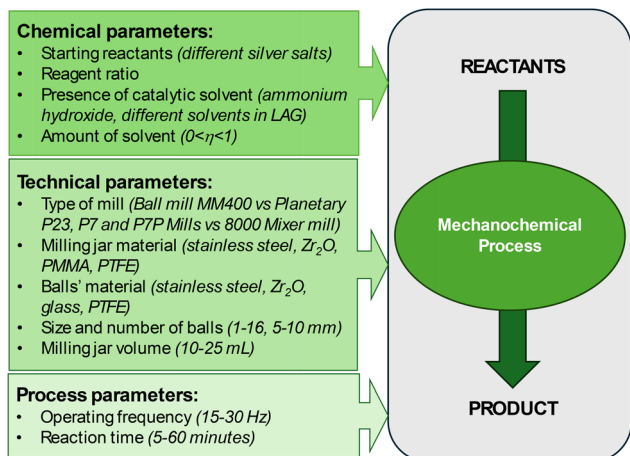 Chemical parameters:
• Starting reactants (different silver salts)
• Reagent ratio
• Presence of catalytic solvent (ammonium
hydroxide, different solvents in LAG)
• Amount of solvent (0<η<1)
Technical parameters:
• Type of mill (Ball mill MM400 vs Planetary
P23, P7 and P7P Mills vs 8000 Mixer mill)
• Milling jar material (stainless steel, Zr₂O,
PMMA, PTFE)
• Balls' material (stainless steel, Zr₂O,
glass, PTFE)
• Size and number of balls (1-16, 5-10 mm)
• Milling jar volume (10-25 mL)
Process parameters:
• Operating frequency (15-30 Hz)
• Reaction time (5-60 minutes)
REACTANTS
Mechanochemical
Process
PRODUCT